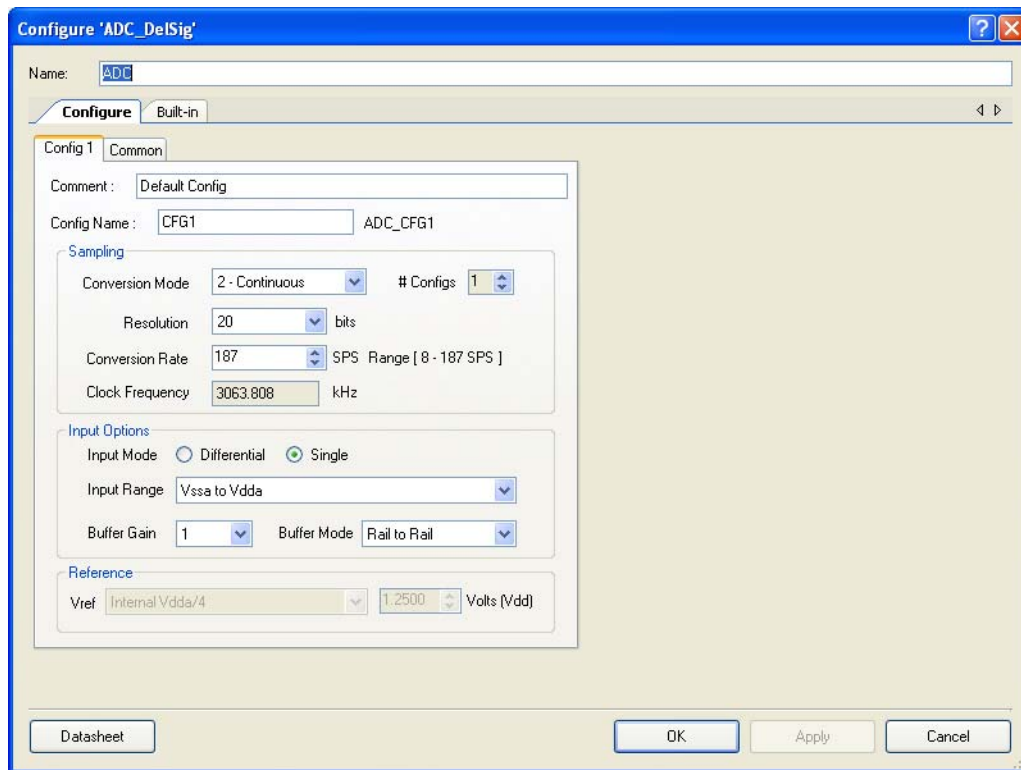 Configure 'ADC_DelSig'
Name: ADC
Configure Built-in
Config 1 Common
Comment : Default Config
Config Name : CFG1 ADC_CFG1
Sampling
Conversion Mode 2 - Continuous # Configs 1
Resolution 20 bits
Conversion Rate 187 SPS Range [ 8 - 187 SPS ]
Clock Frequency 3063.808 kHz
Input Options
Input Mode Differential Single
Input Range Vssa to Vdda
Buffer Gain 1 Buffer Mode Rail to Rail
Reference
Vref Internal Vdda/4 1.2500 Volts (Vdd)
Datasheet OK Apply Cancel